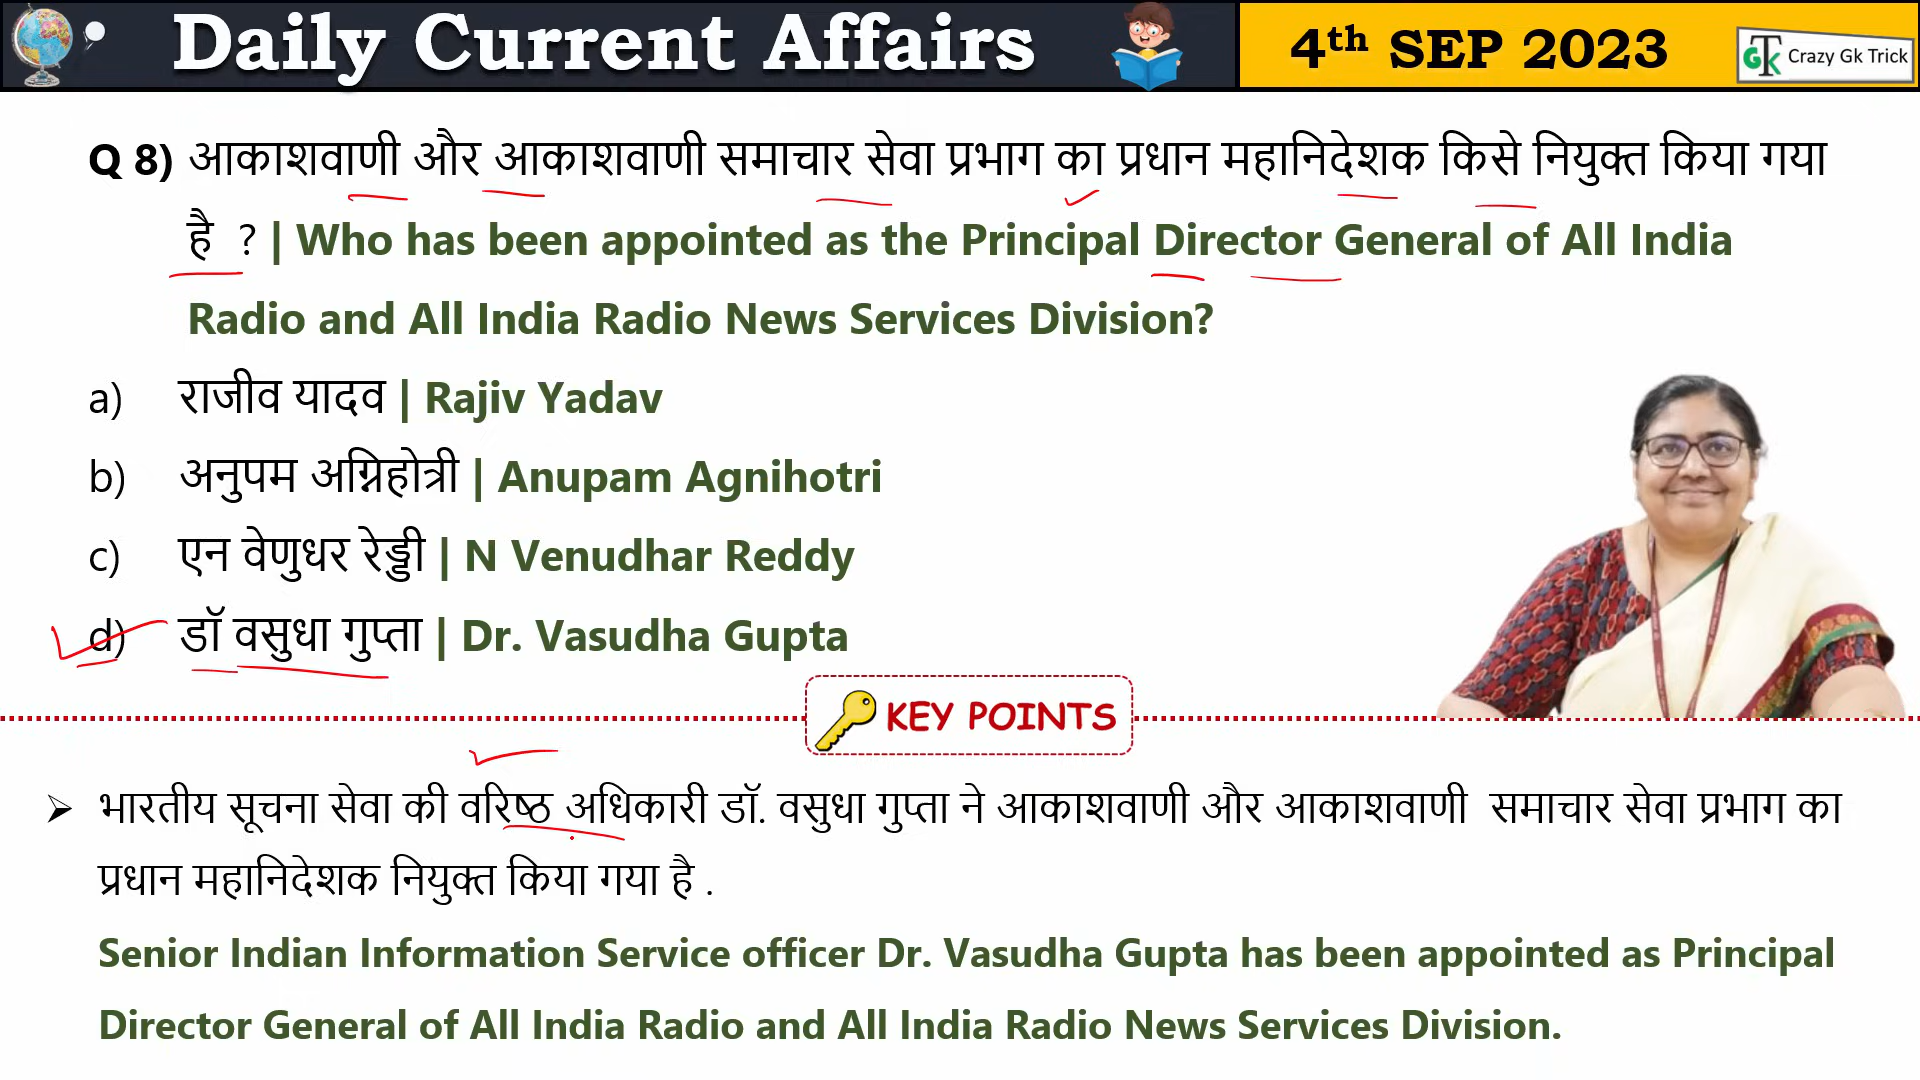 Daily Current Affairs
4th SEP 2023
GK Crazy Gk Trick
Q 8) आकाशवाणी और आकाशवाणी समाचार सेवा प्रभाग का प्रधान महानिदेशक किसे नियुक्त किया गया
है ? | Who has been appointed as the Principal Director General of All India
Radio and All India Radio News Services Division?
a) राजीव यादव | Rajiv Yadav
b) अनुपम अग्निहोत्री | Anupam Agnihotri
c) एन वेणुधर रेड्डी | N Venudhar Reddy
d) डॉ वसुधा गुप्ता | Dr. Vasudha Gupta
KEY POINTS
➢ भारतीय सूचना सेवा की वरिष्ठ अधिकारी डॉ. वसुधा गुप्ता ने आकाशवाणी और आकाशवाणी समाचार सेवा प्रभाग का
प्रधान महानिदेशक नियुक्त किया गया है .
Senior Indian Information Service officer Dr. Vasudha Gupta has been appointed as Principal
Director General of All India Radio and All India Radio News Services Division.